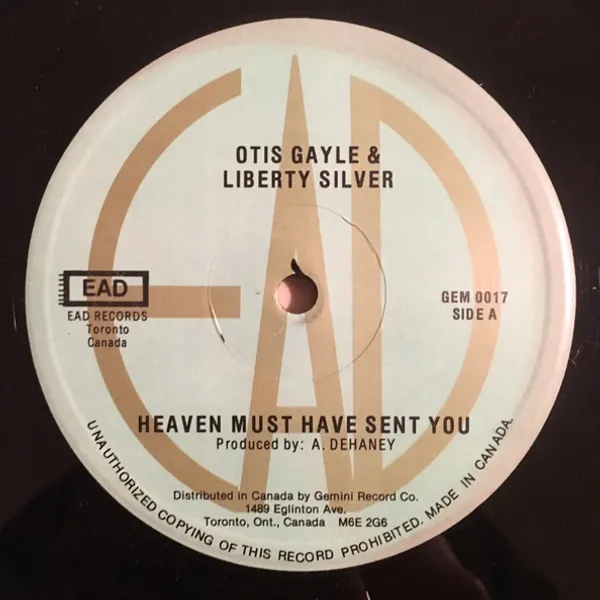 OTIS GAYLE &
LIBERTY SILVER
EAD
EAD RECORDS
Toronto
Canada
GEM 0017
SIDE A
HEAVEN MUST HAVE SENT YOU
Produced by: A. DEHANEY
Distributed in Canada by Gemini Record Co.
1489 Eglinton Ave.
Toronto, Ont., Canada M6E 2G6
UNAUTHORIZED COPYING OF THIS RECORD PROHIBITED. MADE IN CANADA.
EAD